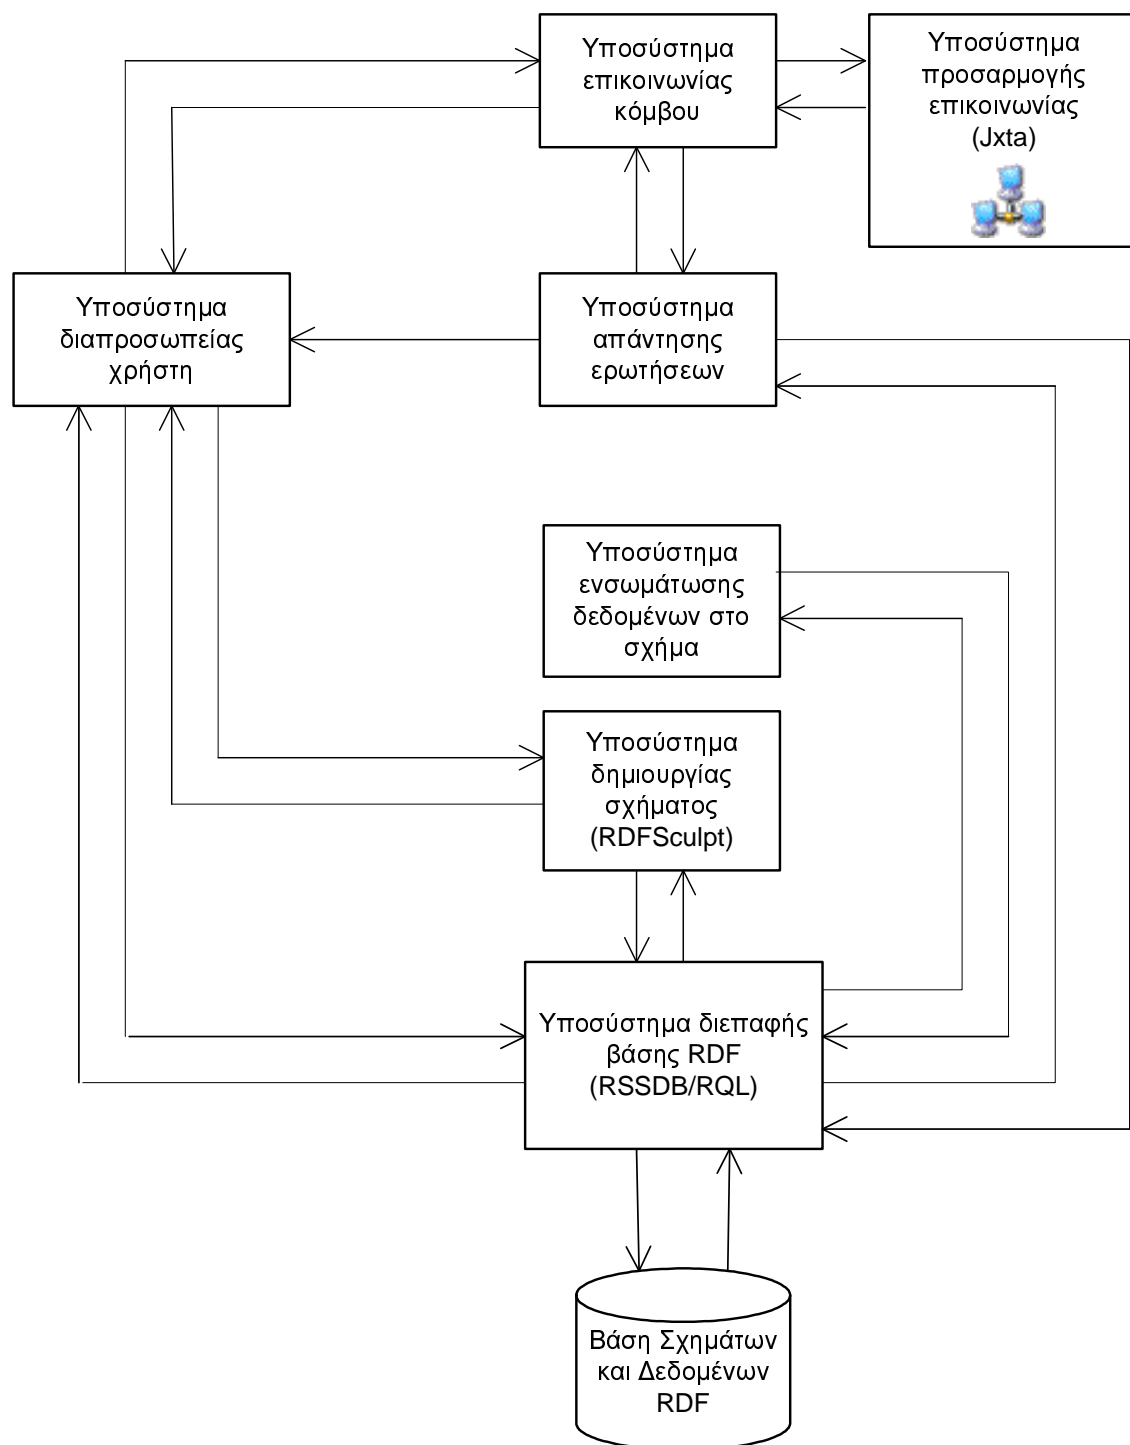 Υποσύστημα
επικοινωνίας
κόμβου
Υποσύστημα
προσαρμογής
επικοινωνίας
(Jxta)
Υποσύστημα
διαπροσωπείας
χρήστη
Υποσύστημα
απάντησης
ερωτήσεων
Υποσύστημα
ενσωμάτωσης
δεδομένων στο
σχήμα
Υποσύστημα
δημιουργίας
σχήματος
(RDFSculpt)
Υποσύστημα διεπαφής
βάσης RDF
(RSSDB/RQL)
Βάση Σχημάτων
και Δεδομένων
RDF